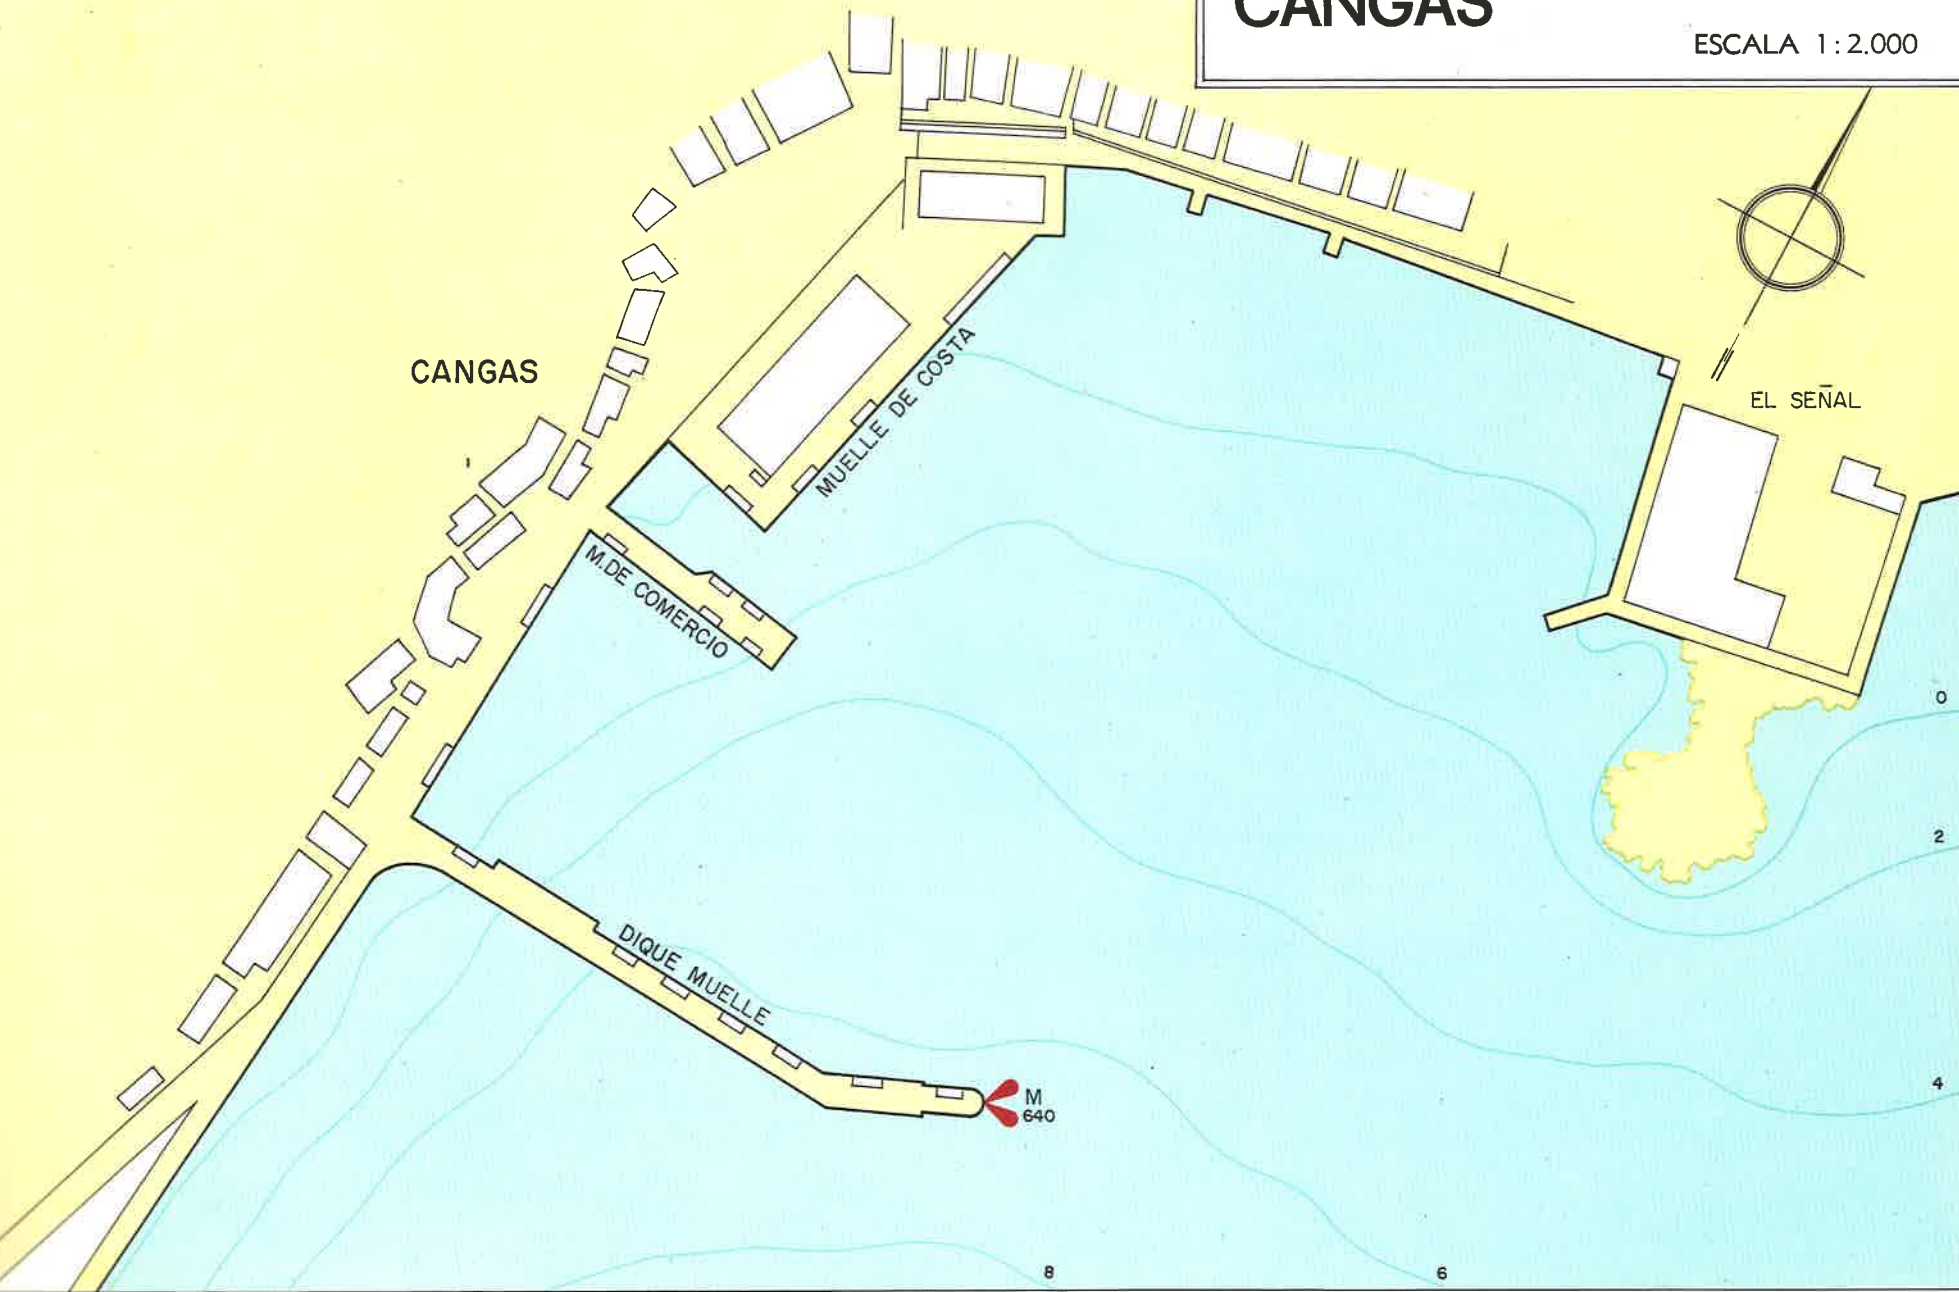 CANGAS
ESCALA 1:2.000
CANGAS
MUELLE DE COSTA
EL SEÑAL
M. DE COMERCIO
0
2
DIQUE MUELLE
4
M
640
8
6